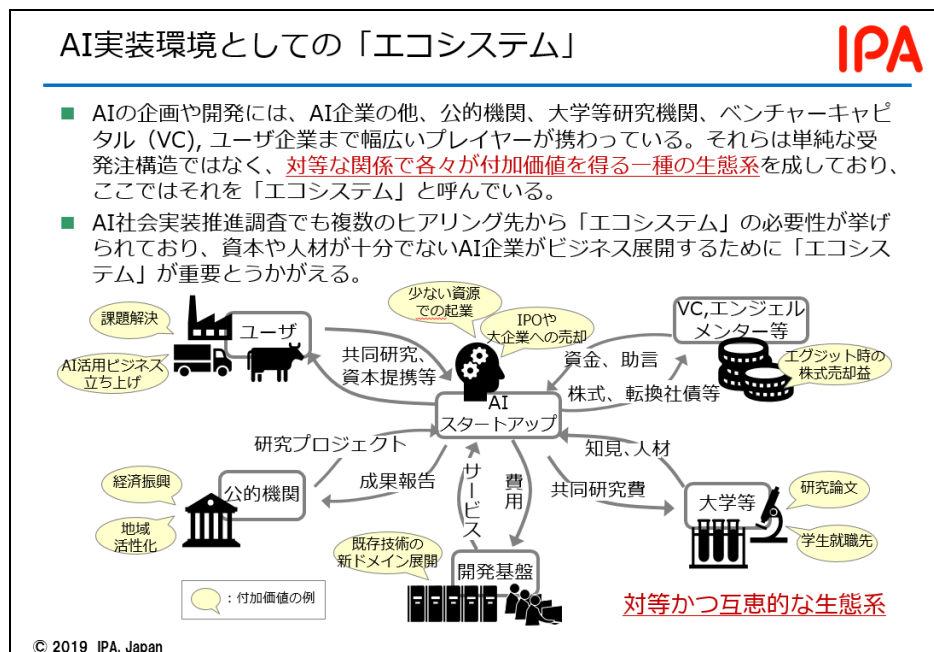 AI実装環境としての「エコシステム」
IPA
AIの企画や開発には、AI企業の他、公的機関、大学等研究機関、ベンチャーキャピ
タル（VC), ユーザ企業まで幅広いプレイヤーが携わっている。それらは単純な受
発注構造ではなく、対等な関係で各々が付加価値を得る一種の生態系を成しており、
ここではそれを「エコシステム」と呼んでいる。
AI社会実装推進調査でも複数のヒアリング先から「エコシステム」の必要性が挙げ
られており、資本や人材が十分でないAI企業がビジネス展開するために「エコシス
テム」が重要とうかがえる。
課題解決
AI活用ビジネス
立ち上げ
ユーザ
共同研究、
資本提携等
少ない資源
での起業
IPOや
大企業への売却
AI
スタートアップ
VC,エンジェル
メンター等
資金、助言
株式、転換社債等
エグジット時の
株式売却益
研究プロジェクト
成果報告
経済振興
地域
活性化
公的機関
サービス
費用
知見、人材
共同研究費
大学等
研究論文
学生就職先
既存技術の
新ドメイン展開
開発基盤
：付加価値の例
対等かつ互恵的な生態系
© 2019 IPA, Japan